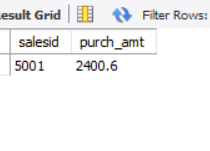 esult Grid Filter Rows:
salesid purch_amt
5001 2400.6